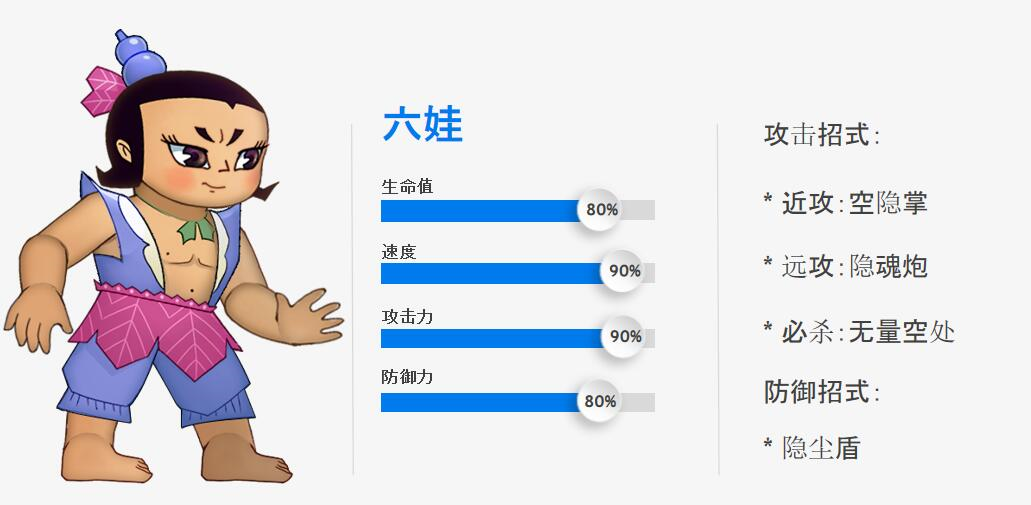 六娃
生命值
80%
速度
90%
攻击力
90%
防御力
80%
攻击招式：
* 近攻：空隐掌
* 远攻：隐魂炮
* 必杀：无量空处
防御招式：
* 隐尘盾